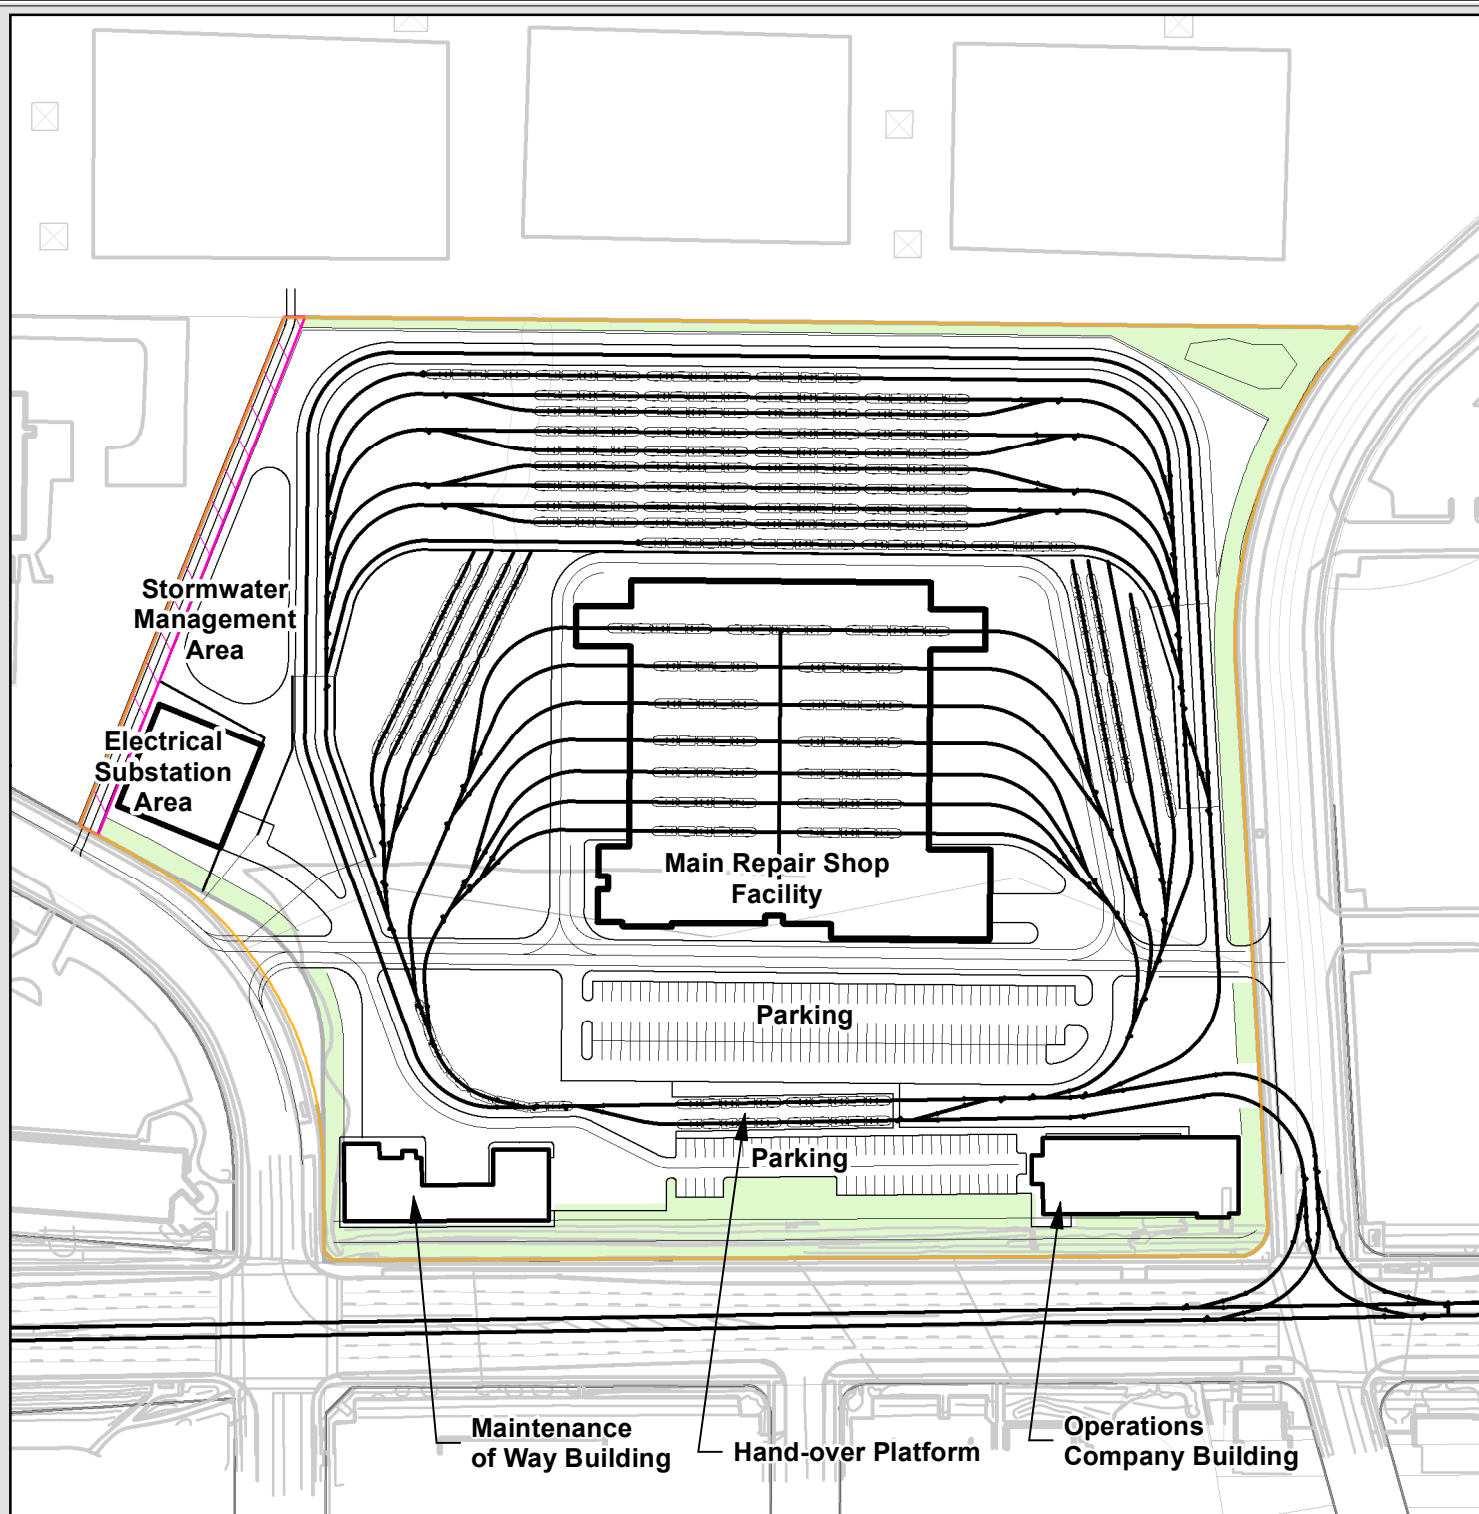 Stormwater
Management
Area
Electrical
Substation
Area
Main Repair Shop
Facility
Parking
Parking
Maintenance
of Way Building
Hand-over Platform
Operations
Company Building